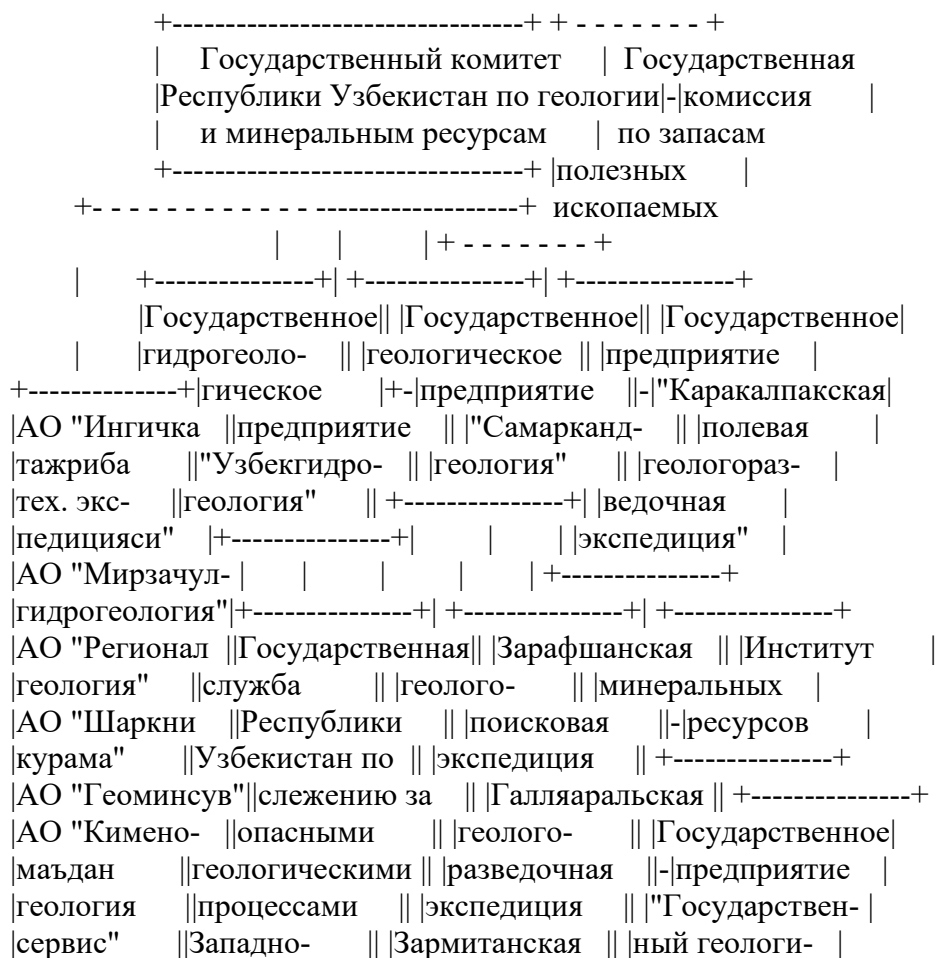 +---------------------------------+ + - - - - - - - +
|    Государственный комитет    | Государственная
|Республики Узбекистан по геологии|-|комиссия      |
|    и минеральным ресурсам     |  по запасам
+---------------------------------+ |полезных      |
+- - - - - - - - - - - - -------------------+  ископаемых
|      |        | + - - - - - - - +
|      +---------------+| +---------------+| +---------------+
|Государственное|| |Государственное|| |Государственное|
|      |гидрогеоло-   || |геологическое  || |предприятие   |
+--------------+|гическое       |+-|предприятие   ||-|"Каракалпакская|
|АО "Ингичка   ||предприятие   || |"Самарканд-   || |полевая       |
|тажриба       ||"Узбекгидро-  || |геология"     || |геологораз-   |
|тех. экс-    ||геология"     || +---------------+| |ведочная      |
|педицияси"   |+---------------+|      |      | |экспедиция"   |
|АО "Мирзачул- |      |      |      |      | +---------------+
|гидрогеология"|+---------------+| +---------------+| +---------------+
|АО "Регионал  ||Государственная|| |Зарафшанская  || |Институт      |
|геология"     ||служба        || |геолого-      || |минеральных   |
|АО "Шаркни    ||Республики    || |поисковая     ||-|ресурсов      |
|курама"       ||Узбекистан по  || |экспедиция    || +---------------+
|АО "Геоминсув"||слежению за   || |Галляаральская || +---------------+
|АО "Кимено-   ||опасными      || |геолого-      || |Государственное|
|маъдан        ||геологическими || |разведочная   ||-|предприятие   |
|геология      ||процессами    || |экспедиция    || |"Государствен- |
|сервис"       ||Западно-      || |Зармитанская  || |ный геологи-  |